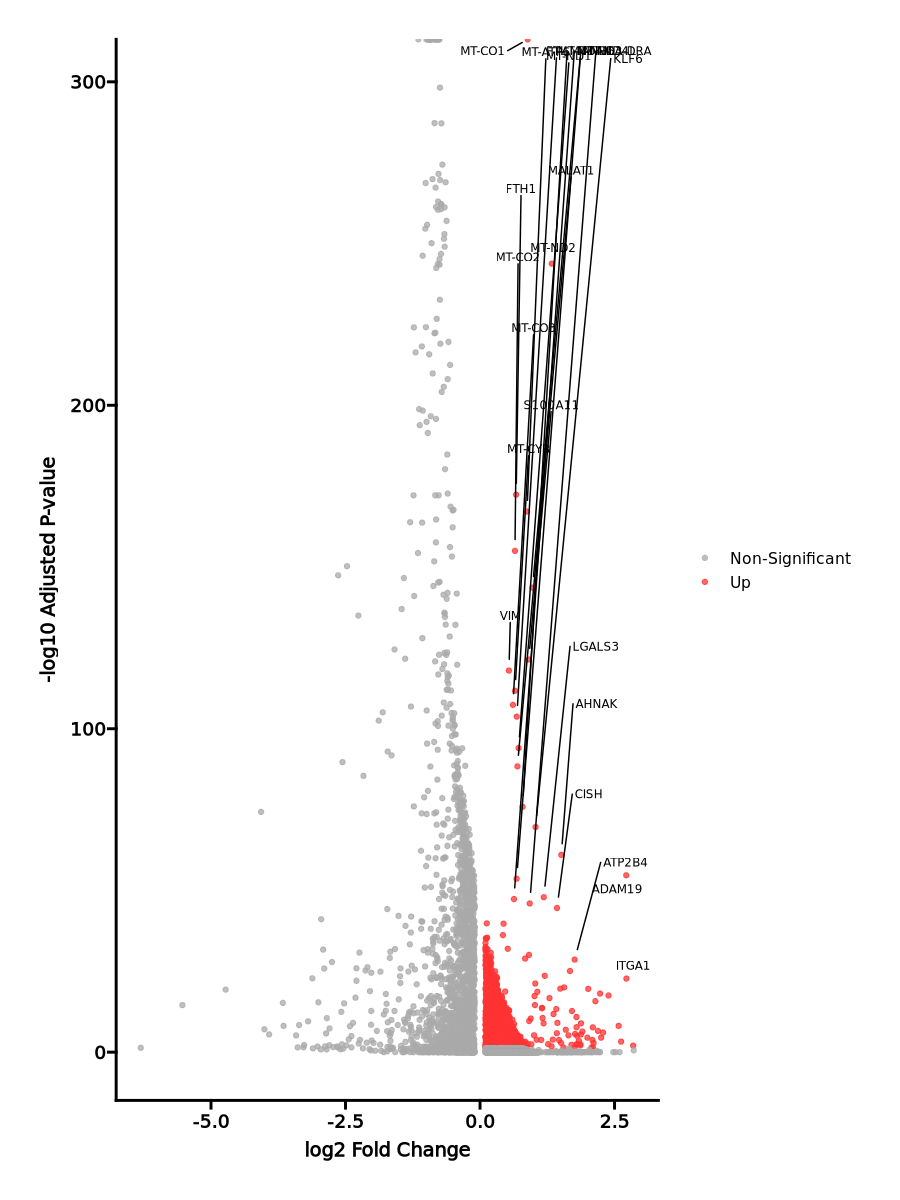 300
200
100
0
-5.0
-2.5
0.0
2.5
-log10 Adjusted P-value
log2 Fold Change
MT-CO1
MT-ND1
KLF6
MALAT1
FTH1
MT-ND2
MT-CO2
MT-CO3
S100A11
MT-CYB
VIM
LGALS3
AHNAK
CISH
ATP2B4
ADAM19
ITGA1
Non-Significant
Up